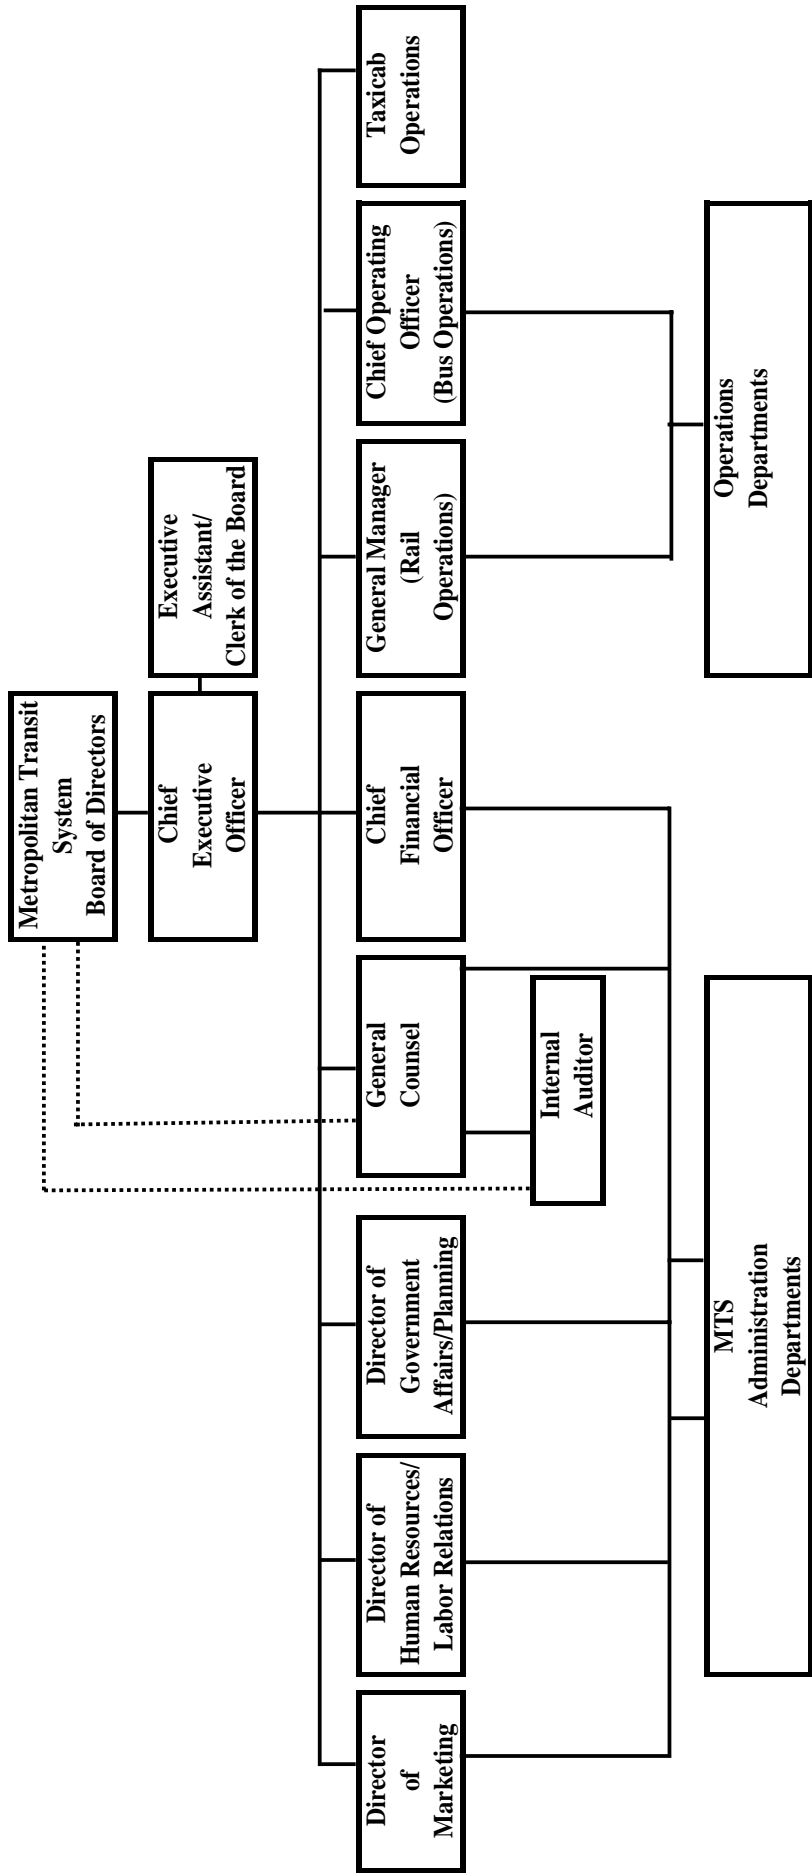 Metropolitan Transit
System
Board of Directors
Chief
Executive
Officer
Executive
Assistant/
Clerk of the Board
Director
of
Marketing
Director of
Human Resources/
Labor Relations
Director of
Government
Affairs/Planning
General
Counsel
Chief
Financial
Officer
General Manager
(Rail
Operations)
Chief Operating
Officer
(Bus Operations)
Taxicab
Operations
Internal
Auditor
MTS
Administration
Departments
Operations
Departments